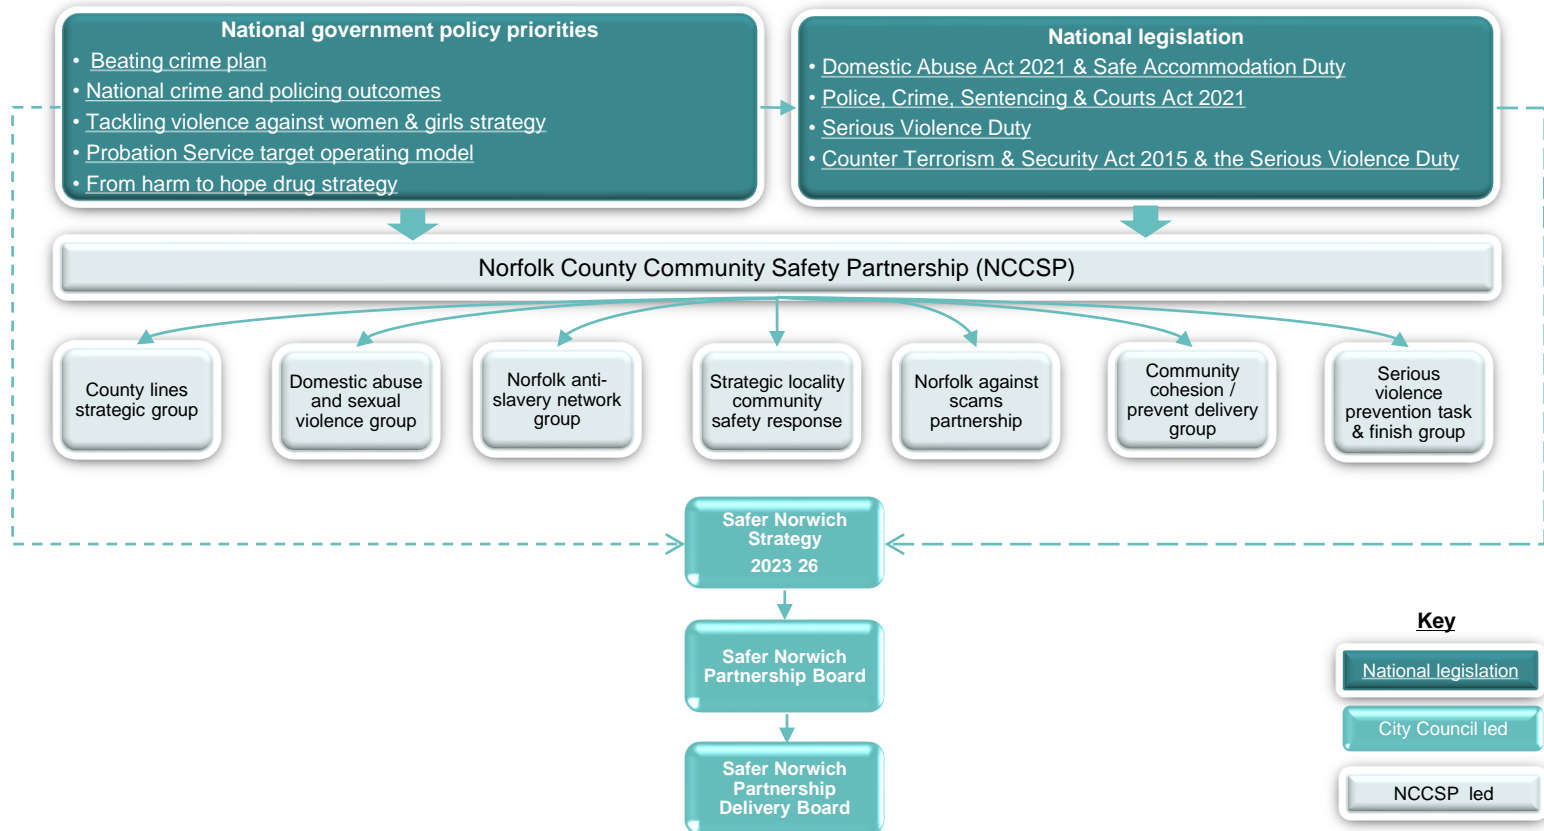 National government policy priorities
• Beating crime plan
• National crime and policing outcomes
• Tackling violence against women & girls strategy
• Probation Service target operating model
• From harm to hope drug strategy
National legislation
• Domestic Abuse Act 2021 & Safe Accommodation Duty
• Police, Crime, Sentencing & Courts Act 2021
• Serious Violence Duty
• Counter Terrorism & Security Act 2015 & the Serious Violence Duty
Norfolk County Community Safety Partnership (NCCSP)
County lines
strategic group
Domestic abuse
and sexual
violence group
Norfolk anti-
slavery network
group
Strategic locality
community
safety response
Norfolk against
scams
partnership
Community
cohesion /
prevent delivery
group
Serious
violence
prevention task
& finish group
Safer Norwich
Strategy
2023 26
Safer Norwich
Partnership Board
Safer Norwich
Partnership
Delivery Board
Key
National legislation
City Council led
NCCSP led